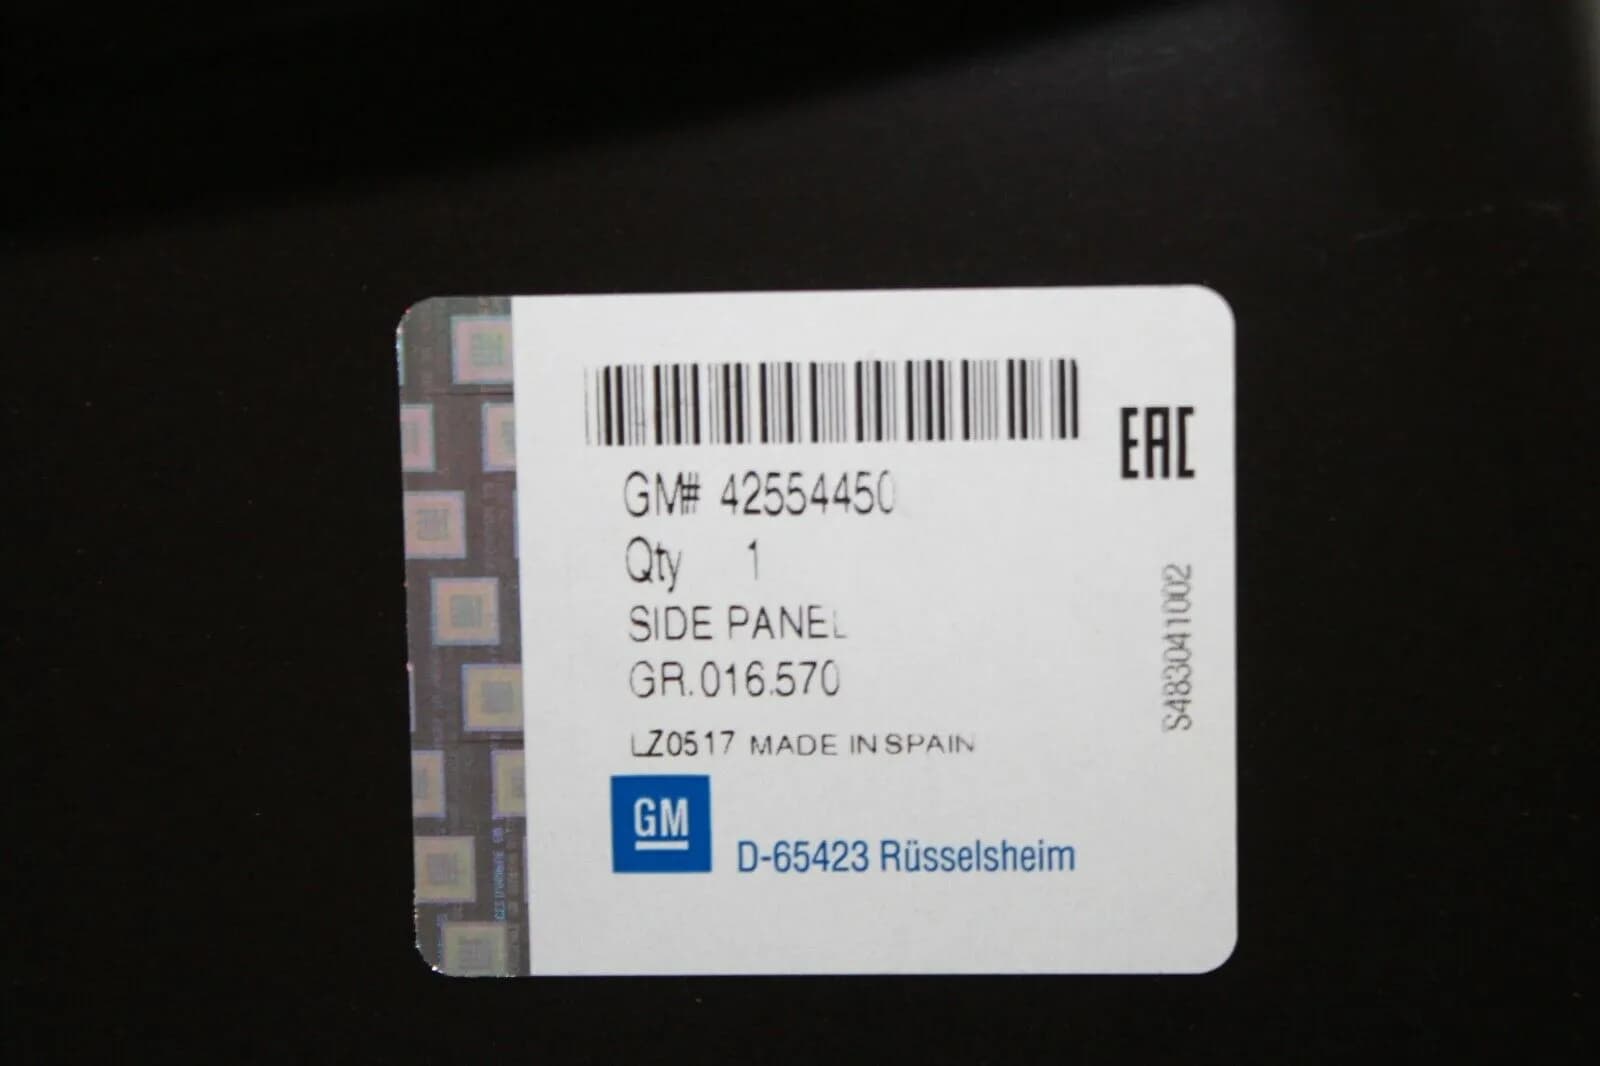 GM# 42554450
Qty 1
SIDE PANEL
GR.016.570
LZ0517 MADE IN SPAIN
GM
D-65423 Rüsselsheim
EAC
S483041002